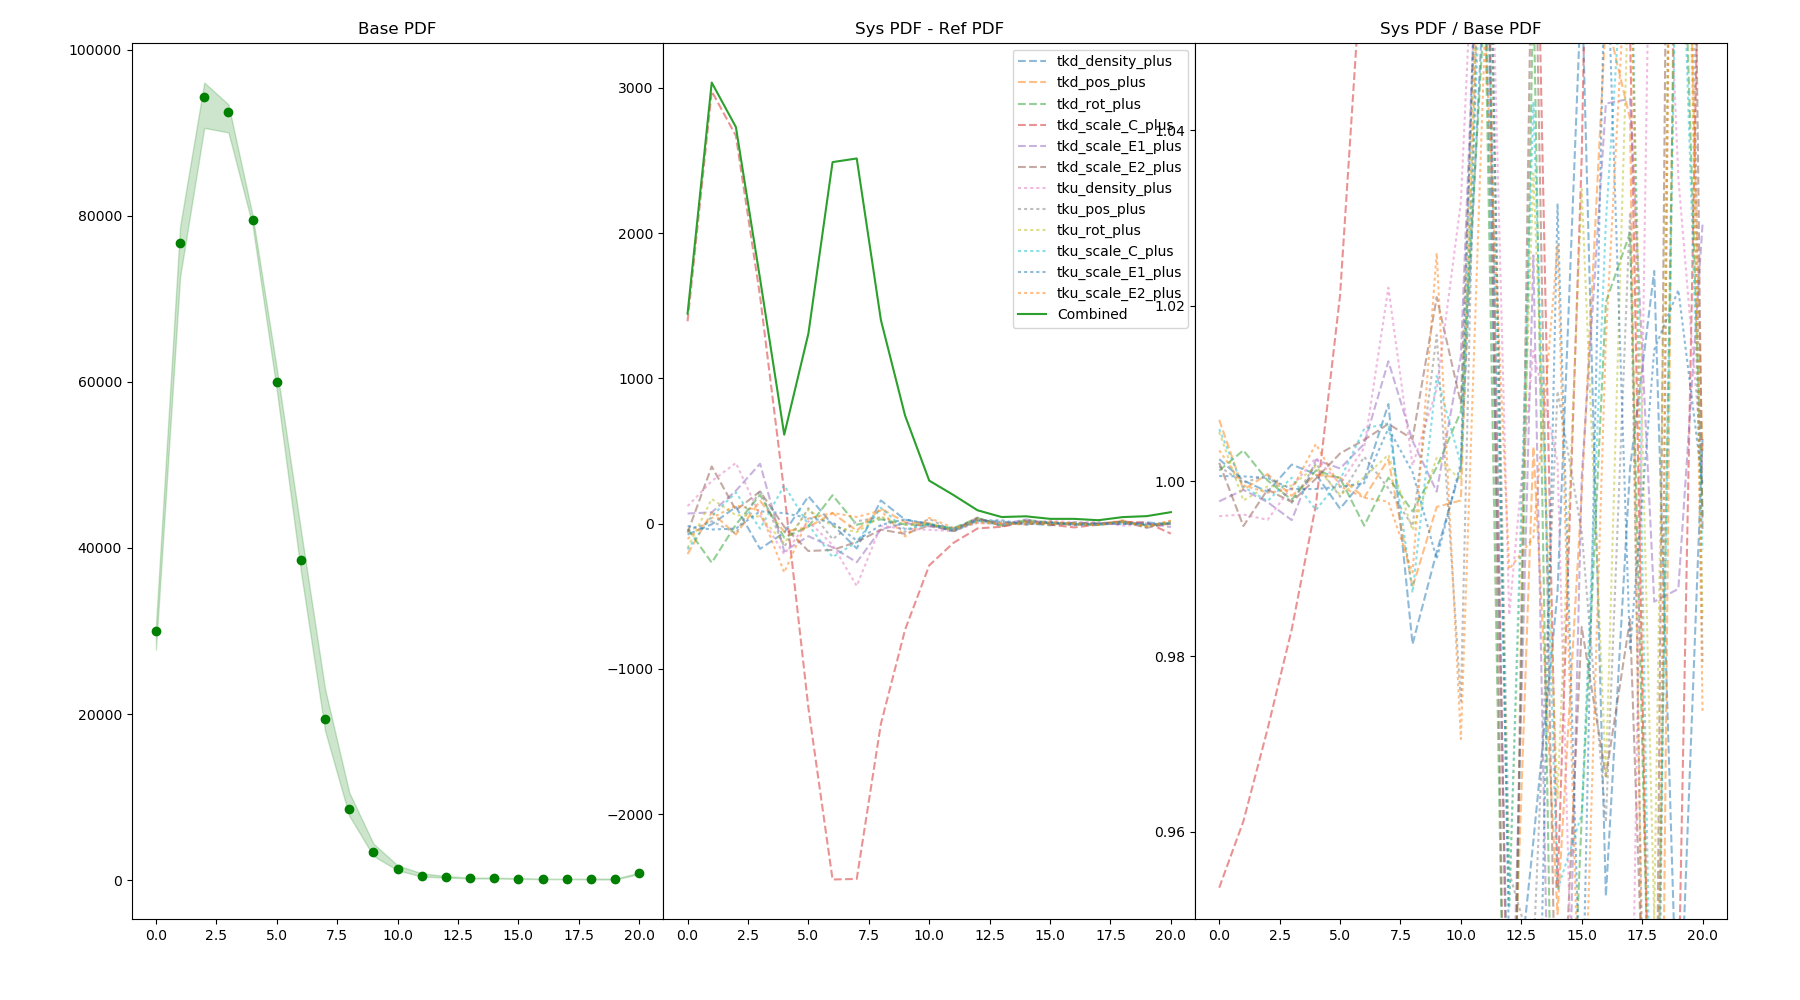 Base PDF
100000
80000
60000
40000
20000
0
0.0 2.5 5.0 7.5 10.0 12.5 15.0 17.5 20.0
Sys PDF - Ref PDF
3000
2000
1000
0
−1000
−2000
0.0 2.5 5.0 7.5 10.0 12.5 15.0 17.5 20.0
tkd_density_plus
tkd_pos_plus
tkd_rot_plus
tkd_scale_C_plus
tkd_scale_E1_plus
tkd_scale_E2_plus
tku_density_plus
tku_pos_plus
tku_rot_plus
tku_scale_C_plus
tku_scale_E1_plus
tku_scale_E2_plus
Combined
Sys PDF / Base PDF
1.04
1.02
1.00
0.98
0.96
0.0 2.5 5.0 7.5 10.0 12.5 15.0 17.5 20.0